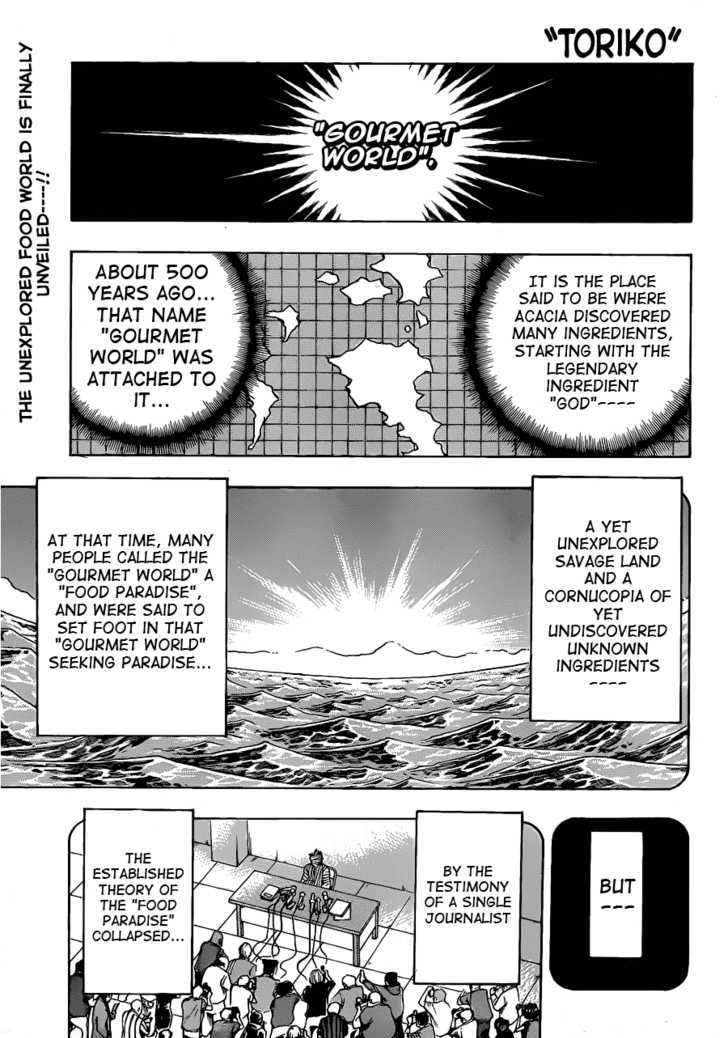 "TORIKO"
THE UNEXPLORED FOOD WORLD IS FINALLY
UNVEILED----!!
"GOURMET
WORLD".
IT IS THE PLACE
SAID TO BE WHERE
ACACIA DISCOVERED
MANY INGREDIENTS,
STARTING WITH THE
LEGENDARY
INGREDIENT
"GOD"----
ABOUT 500
YEARS AGO...
THAT NAME
"GOURMET
WORLD" WAS
ATTACHED TO
IT...
A YET
UNEXPLORED
SAVAGE LAND
AND A
CORNUCOPIA OF
YET
UNDISCOVERED
UNKNOWN
INGREDIENTS
----
AT THAT TIME, MANY
PEOPLE CALLED THE
"GOURMET WORLD" A
"FOOD PARADISE",
AND WERE SAID TO
SET FOOT IN THAT
"GOURMET WORLD"
SEEKING PARADISE...
BUT
---
BY THE
TESTIMONY
OF A SINGLE
JOURNALIST
THE
ESTABLISHED
THEORY OF
THE "FOOD
PARADISE"
COLLAPSED...